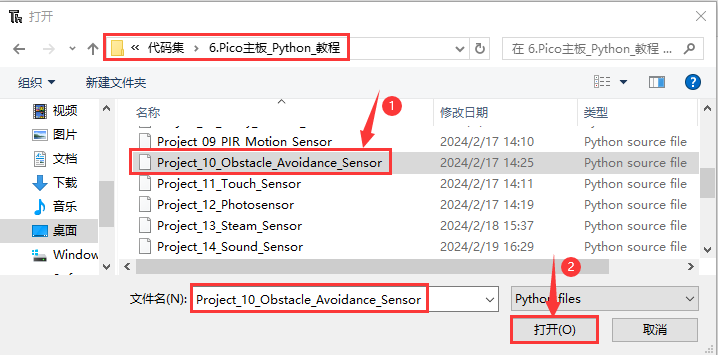 打开
« 代码集 › 6.Pico主板_Python_教程
在 6.Pico主板_Python_教程 ...
组织 新建文件夹
名称 修改日期 类型
视频
图片
文档
下载
音乐
桌面
Window
Project_09_PIR_Motion_Sensor 2024/2/17 14:10 Python source file
Project_10_Obstacle_Avoidance_Sensor 2024/2/17 14:25 Python source file
Project_11_Touch_Sensor 2024/2/17 14:11 Python source file
Project_12_Photosensor 2024/2/17 14:10 Python source file
Project_13_Steam_Sensor 2024/2/18 15:37 Python source file
Project_14_Sound_Sensor 2024/2/19 16:29 Python source file
1
2
文件名(N): Project_10_Obstacle_Avoidance_Sensor Python files
打开(O) 取消